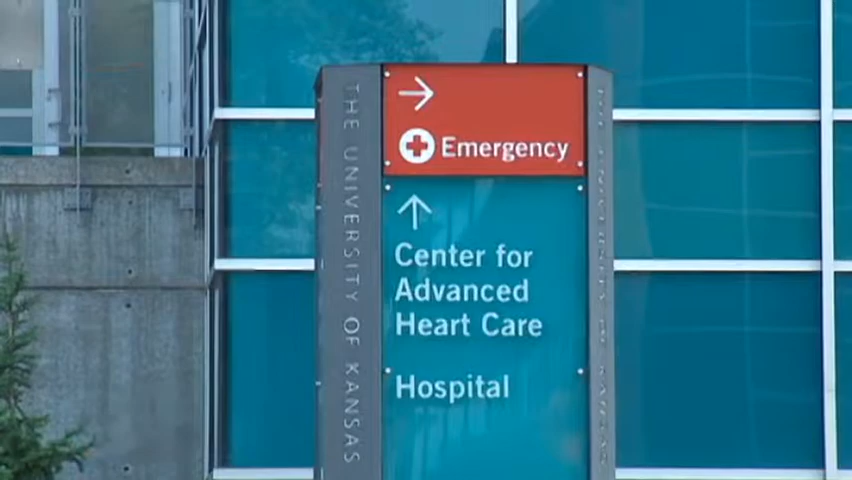 THE UNIVERSITY OF KANSAS
Emergency
Center for
Advanced
Heart Care
Hospital